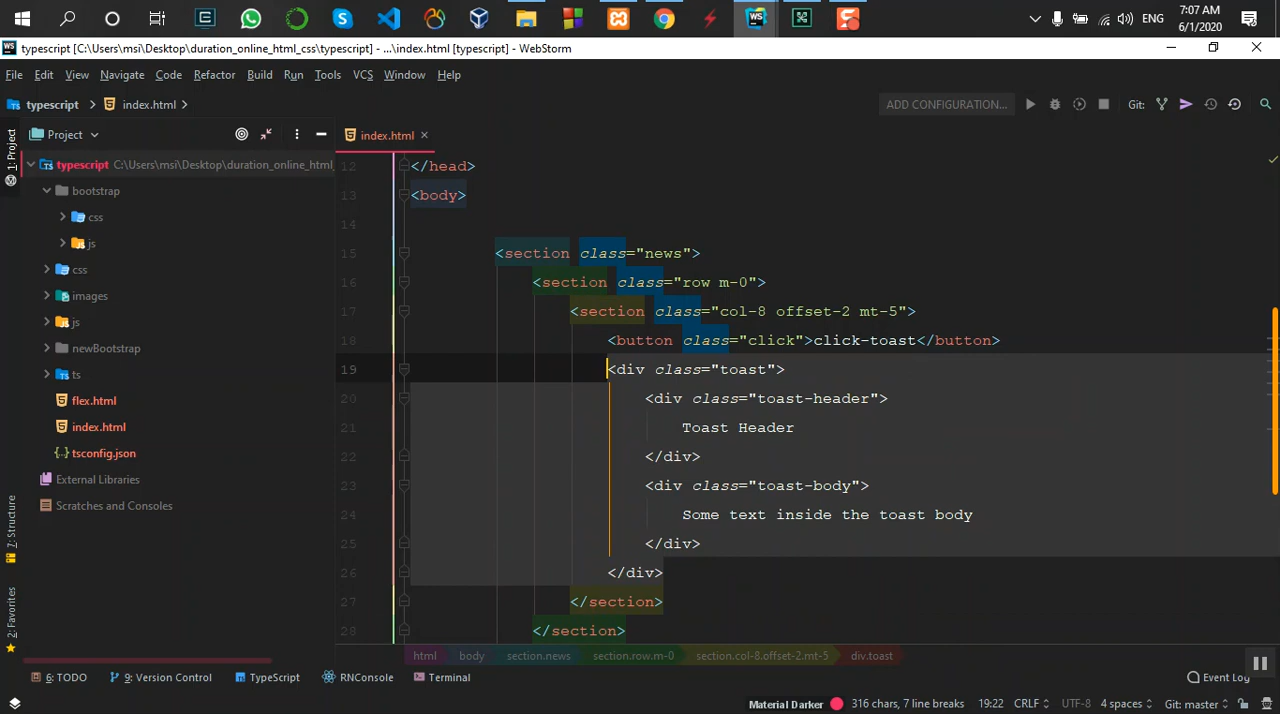 7:07 AM
ENG
6/1/2020
typescript [C:\Users\msi\Desktop\duration_online_html_css\typescript] - ...\index.html [typescript] - WebStorm
File Edit View Navigate Code Refactor Build Run Tools VCS Window Help
typescript index.html ADD CONFIGURATION... Git:
Project index.html
1: Project
typescript C:\Users\msi\Desktop\duration_online_html_
bootstrap
css
js
css
images
js
newBootstrap
ts
flex.html
index.html
tsconfig.json
External Libraries
Scratches and Consoles
7: Structure
2: Favorites
12 </head>
13 <body>
14
15 <section class="news">
16 <section class="row m-0">
17 <section class="col-8 offset-2 mt-5">
18 <button class="click">click-toast</button>
19 <div class="toast">
20 <div class="toast-header">
21 Toast Header
22 </div>
23 <div class="toast-body">
24 Some text inside the toast body
25 </div>
26 </div>
27 </section>
28 </section>
html body section.news section.row.m-0 section.col-8.offset-2.mt-5 div.toast
6: TODO 9: Version Control TypeScript RNConsole Terminal Event Log
Material Darker 316 chars, 7 line breaks 19:22 CRLF UTF-8 4 spaces Git: master